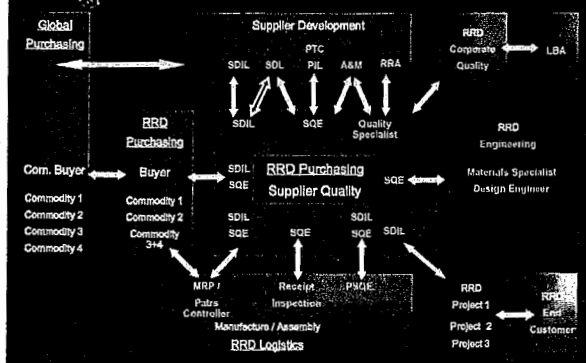 Global
Purchasing
Supplier Development
RRD
Corporate
Quality
LBA
PTC
SDIL
SDL
PIL
A&M
RRA
SDIL
SQE
Quality
Specialist
RRD
Purchasing
RRD
Engineering
Com. Buyer
Buyer
SDIL
SQE
RRD Purchasing
Supplier Quality
SQE
Materials Specialist
Design Engineer
Commodity 1
Commodity 2
Commodity 3
Commodity 4
Commodity 1
Commodity 2
Commodity
3+4
SDIL
SQE
SQE
SDIL
SQE
SDIL
MRP /
Patrs
Controller
Receipt
Inspection
PSQE
Manufacture / Assembly
RRD Logistics
RRD
Project 1
Project 2
Project 3
RRD
End
Customer